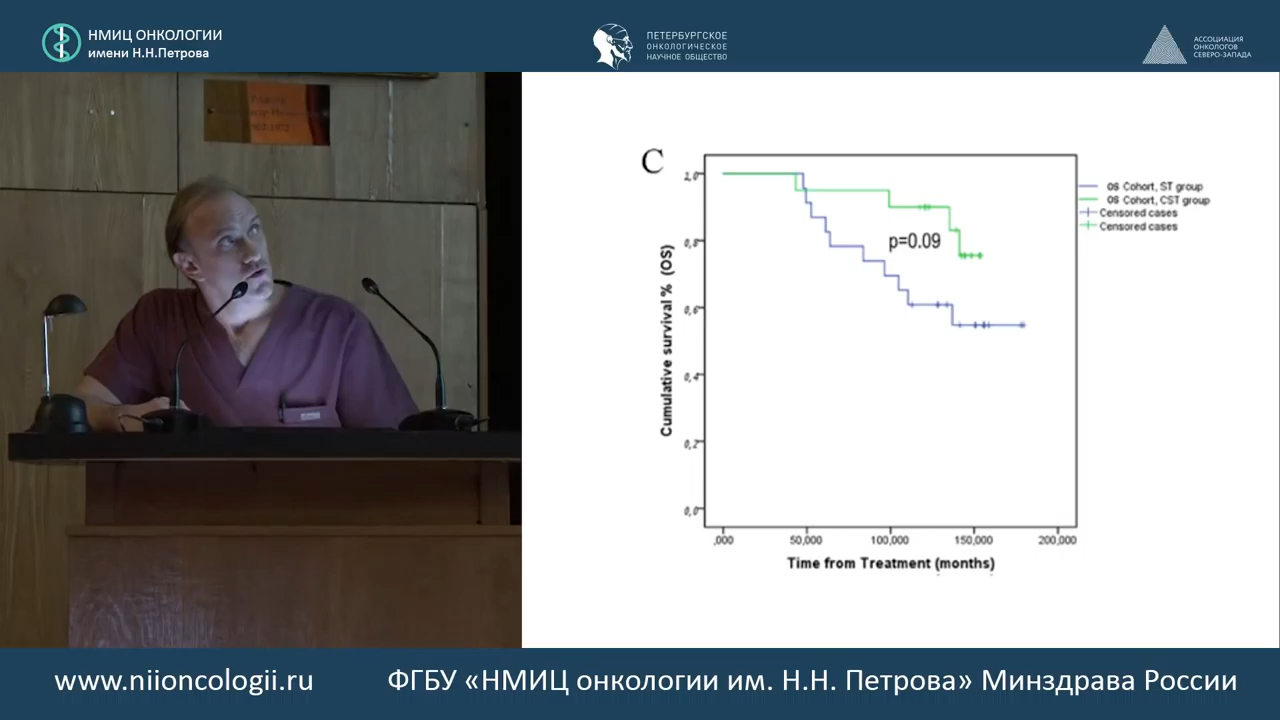 НМИЦ ОНКОЛОГИИ
имени Н.Н.Петрова
ПЕТЕРБУРГСКОЕ
ОНКОЛОГИЧЕСКОЕ
НАУЧНОЕ ОБЩЕСТВО
АССОЦИАЦИЯ
ОНКОЛОГОВ
СЕВЕРО-ЗАПАДА
C
Cumulative survival % (OS)
1,0
0,8
0,6
0,4
0,2
0,0
p=0.09
OS Cohort, ST group
OS Cohort, CST group
Censored cases
Censored cases
,000 50,000 100,000 150,000 200,000
Time from Treatment (months)
www.niioncologii.ru
ФГБУ «НМИЦ онкологии им. Н.Н. Петрова» Минздрава России